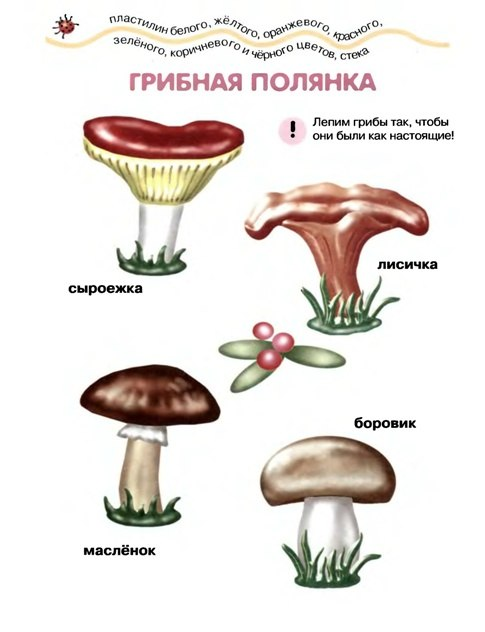 пластилин белого, жёлтого, оранжевого, красного,
зелёного, коричневого и чёрного цветов, стека
ГРИБНАЯ ПОЛЯНКА
! Лепим грибы так, чтобы
они были как настоящие!
лисичка
сыроежка
боровик
маслёнок